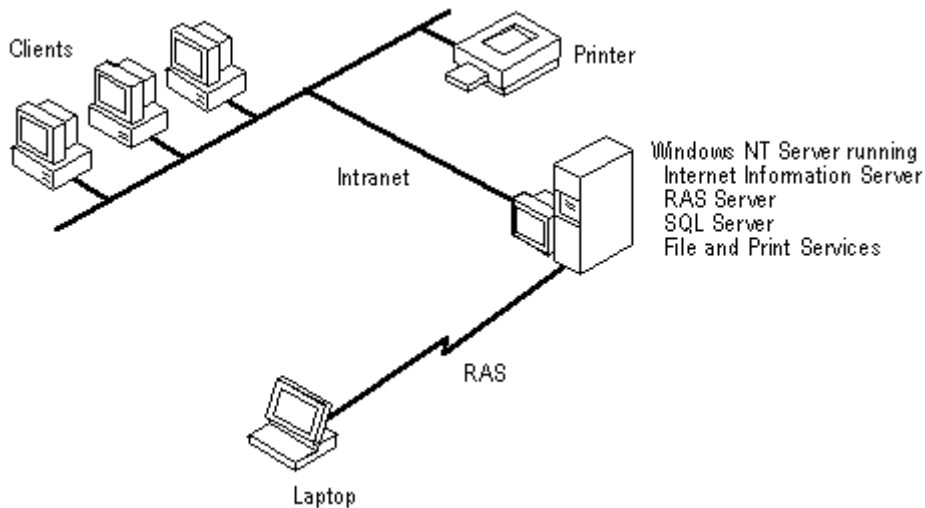 Clients
Printer
Intranet
Windows NT Server running
Internet Information Server
RAS Server
SQL Server
File and Print Services
RAS
Laptop